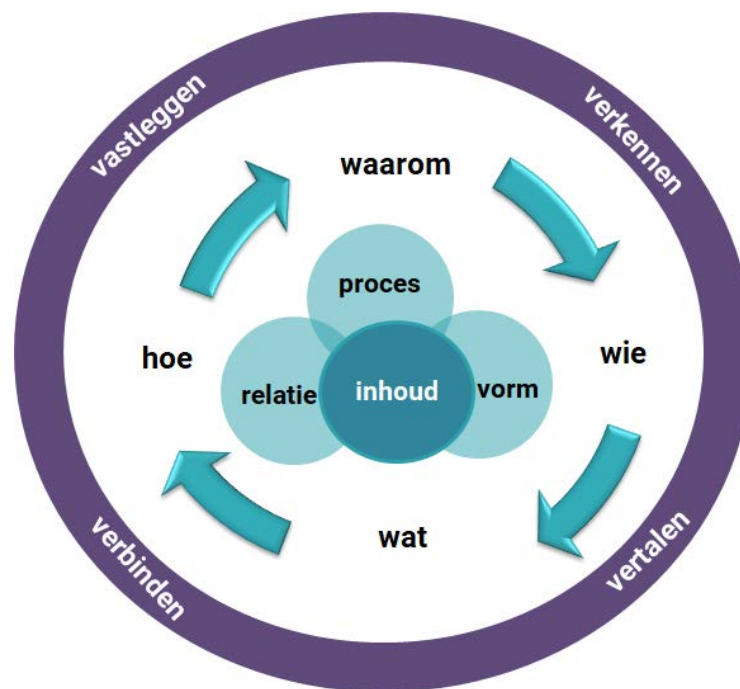 vastleggen
verkennen
waarom
proces
hoe
wie
relatie
inhoud
vorm
wat
verbinden
vertalen